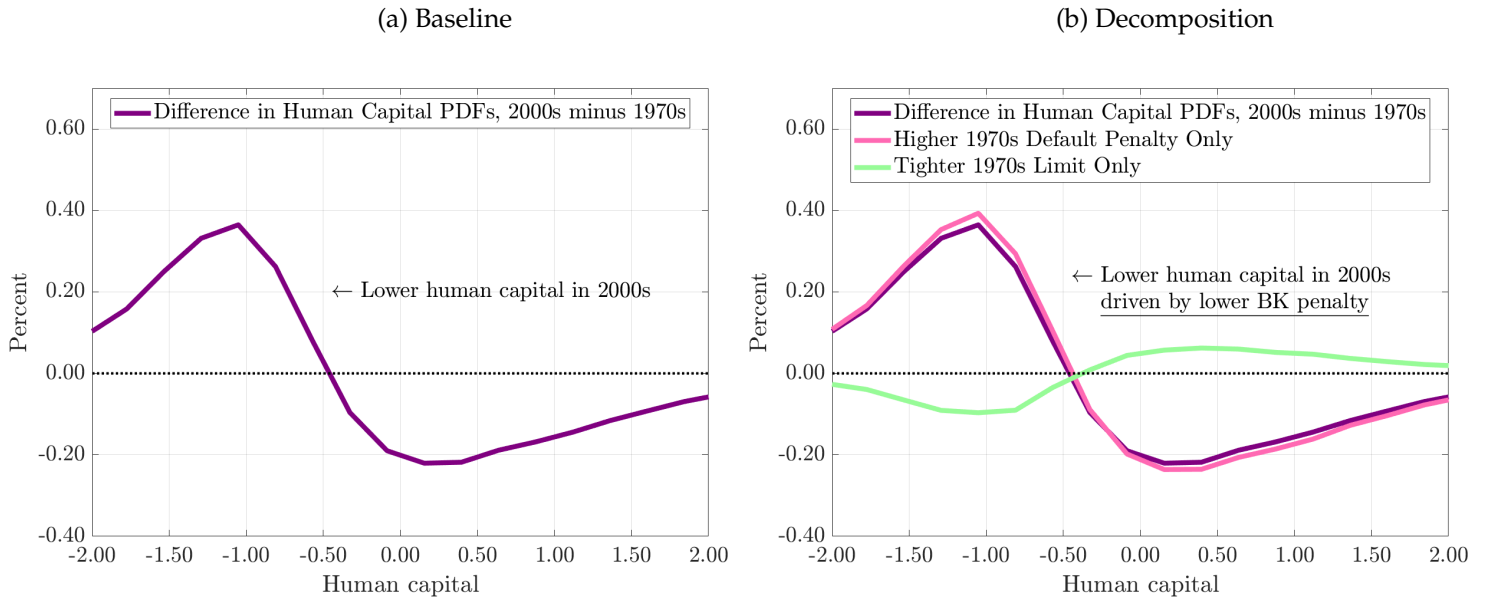 (a) Baseline
Difference in Human Capital PDFs, 2000s minus 1970s
0.60
0.40
0.20
0.00
-0.20
-0.40
Percent
← Lower human capital in 2000s
-2.00 -1.50 -1.00 -0.50 0.00 0.50 1.00 1.50 2.00
Human capital
(b) Decomposition
Difference in Human Capital PDFs, 2000s minus 1970s
Higher 1970s Default Penalty Only
Tighter 1970s Limit Only
0.60
0.40
0.20
0.00
-0.20
-0.40
Percent
← Lower human capital in 2000s
driven by lower BK penalty
-2.00 -1.50 -1.00 -0.50 0.00 0.50 1.00 1.50 2.00
Human capital